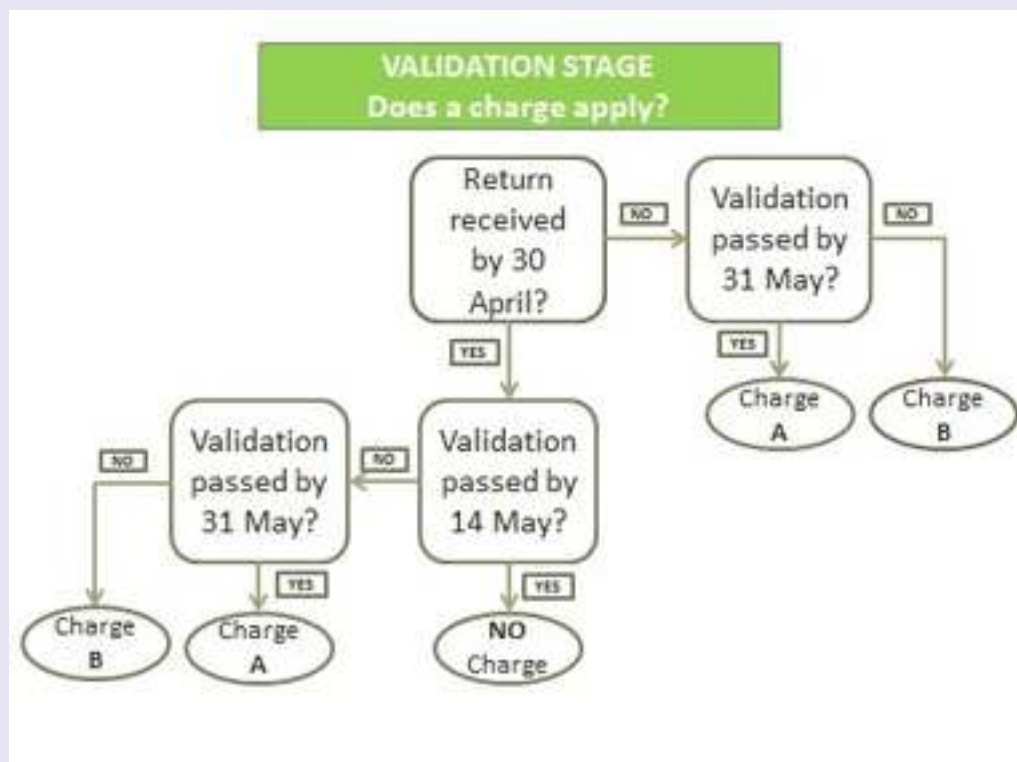 VALIDATION STAGE
Does a charge apply?
Return
received
by 30
April?
NO
Validation
passed by
31 May?
NO
YES
YES
Charge
A
Charge
B
Validation
passed by
14 May?
NO
Validation
passed by
31 May?
NO
YES
YES
Charge
B
Charge
A
NO
Charge